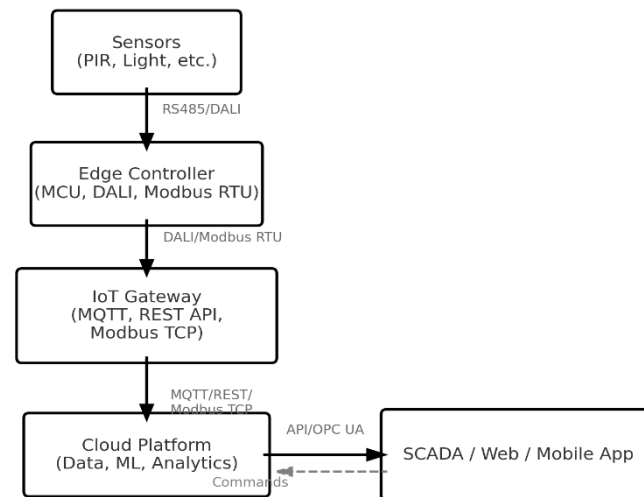 Sensors
(PIR, Light, etc.)
RS485/DALI
Edge Controller
(MCU, DALI, Modbus RTU)
DALI/Modbus RTU
IoT Gateway
(MQTT, REST API,
Modbus TCP)
MQTT/REST/
Modbus TCP
Cloud Platform
(Data, ML, Analytics)
API/OPC UA
Commands
SCADA / Web / Mobile App